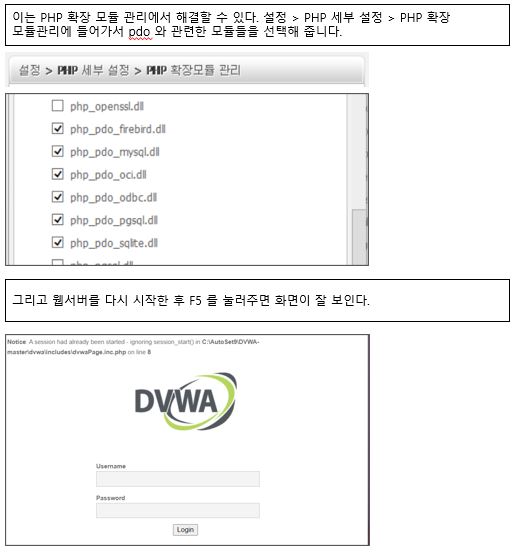 이는 PHP 확장 모듈 관리에서 해결할 수 있다. 설정 > PHP 세부 설정 > PHP 확장
모듈관리에 들어가서 pdo 와 관련한 모듈들을 선택해 줍니다.
설정 > PHP 세부 설정 > PHP 확장모듈 관리
php_openssl.dll
php_pdo_firebird.dll
php_pdo_mysql.dll
php_pdo_oci.dll
php_pdo_odbc.dll
php_pdo_pgsql.dll
php_pdo_sqlite.dll
php_pgsql.dll
그리고 웹서버를 다시 시작한 후 F5 를 눌러주면 화면이 잘 보인다.
Notice: A session had already been started - ignoring session_start() in C:\AutoSet9\DVWA-
master\dvwa\includes\dvwaPage.inc.php on line 8
DVWA
Username
Password
Login